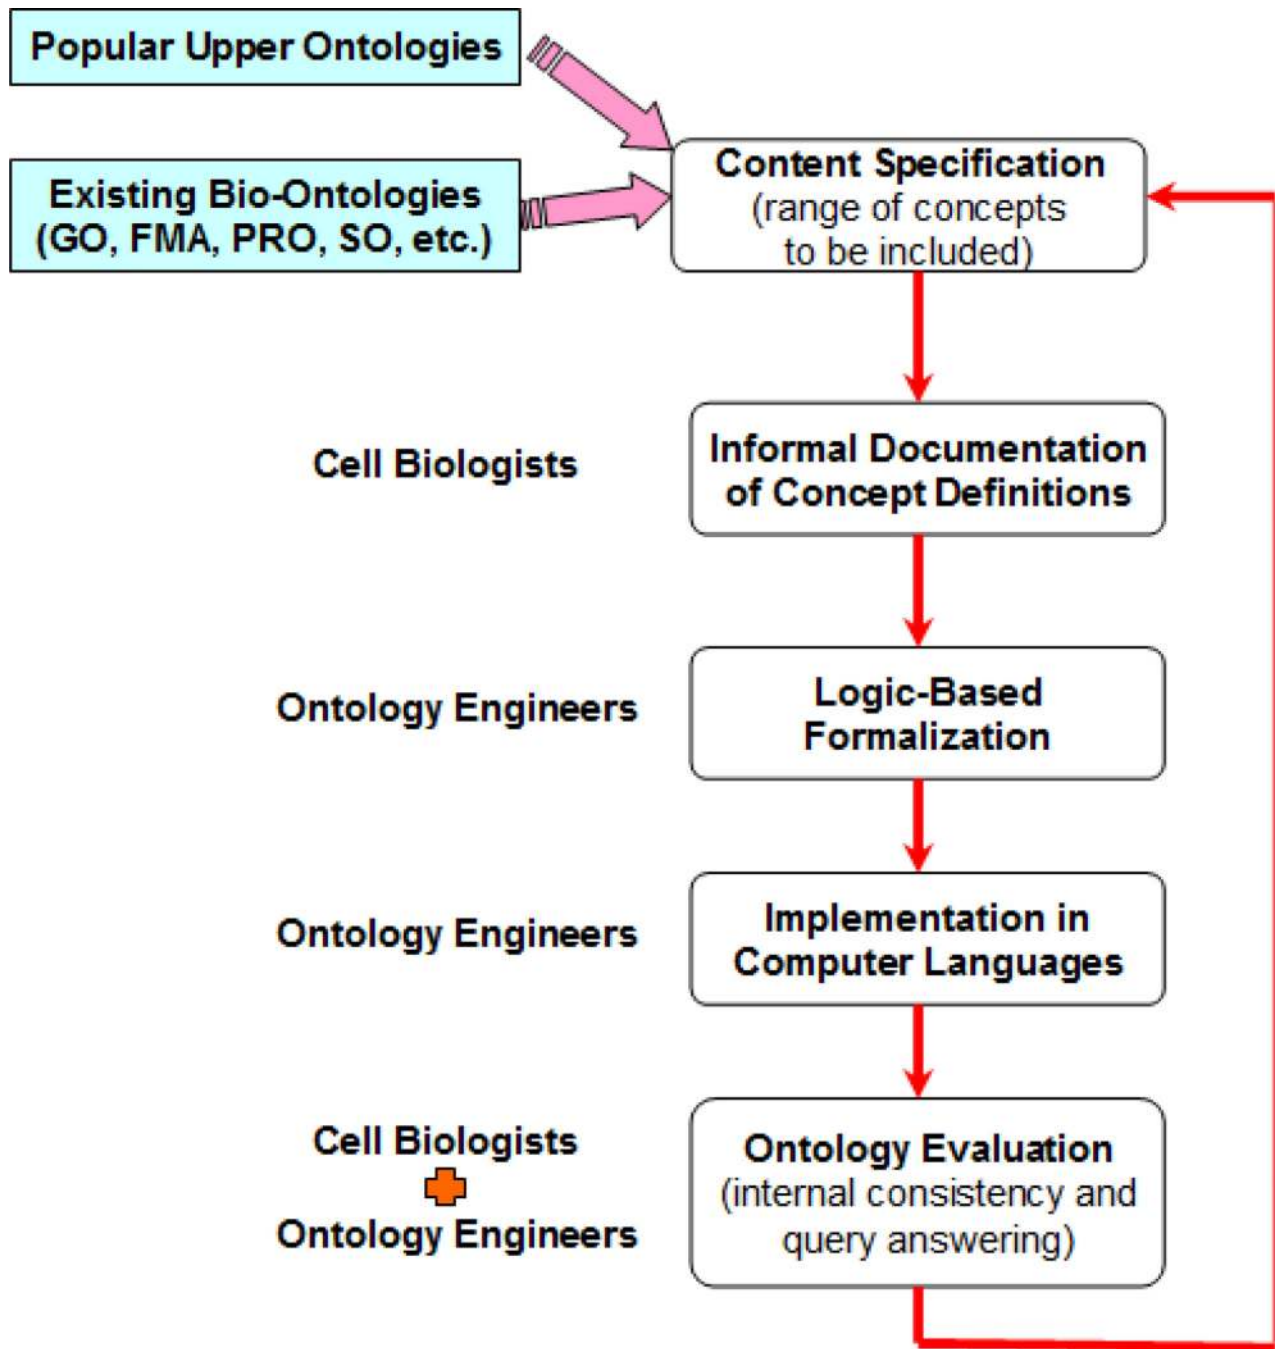 Popular Upper Ontologies
Existing Bio-Ontologies
(GO, FMA, PRO, SO, etc.)
Content Specification
(range of concepts
to be included)
Cell Biologists
Informal Documentation
of Concept Definitions
Ontology Engineers
Logic-Based
Formalization
Ontology Engineers
Implementation in
Computer Languages
Cell Biologists
Ontology Engineers
Ontology Evaluation
(internal consistency and
query answering)